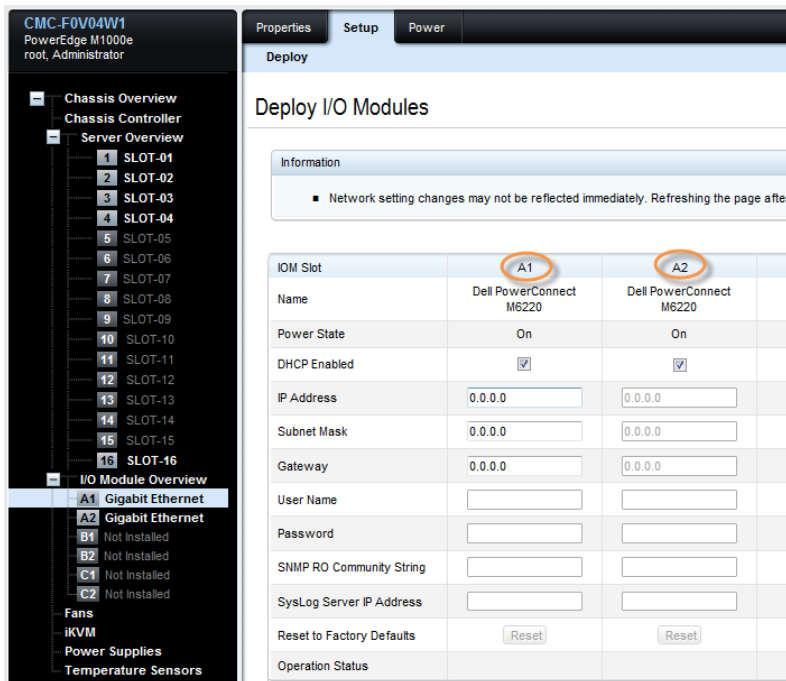 CMC-F0V04W1
PowerEdge M1000e
root, Administrator
Chassis Overview
Chassis Controller
Server Overview
1 SLOT-01
2 SLOT-02
3 SLOT-03
4 SLOT-04
5 SLOT-05
6 SLOT-06
7 SLOT-07
8 SLOT-08
9 SLOT-09
10 SLOT-10
11 SLOT-11
12 SLOT-12
13 SLOT-13
14 SLOT-14
15 SLOT-15
16 SLOT-16
I/O Module Overview
A1 Gigabit Ethernet
A2 Gigabit Ethernet
B1 Not Installed
B2 Not Installed
C1 Not Installed
C2 Not Installed
Fans
iKVM
Power Supplies
Temperature Sensors
Properties Setup Power
Deploy
Deploy I/O Modules
Information
Network setting changes may not be reflected immediately. Refreshing the page afte
IOM Slot A1 A2
Name Dell PowerConnect M6220 Dell PowerConnect M6220
Power State On On
DHCP Enabled
IP Address 0.0.0.0 0.0.0.0
Subnet Mask 0.0.0.0 0.0.0.0
Gateway 0.0.0.0 0.0.0.0
User Name
Password
SNMP RO Community String
SysLog Server IP Address
Reset to Factory Defaults Reset Reset
Operation Status